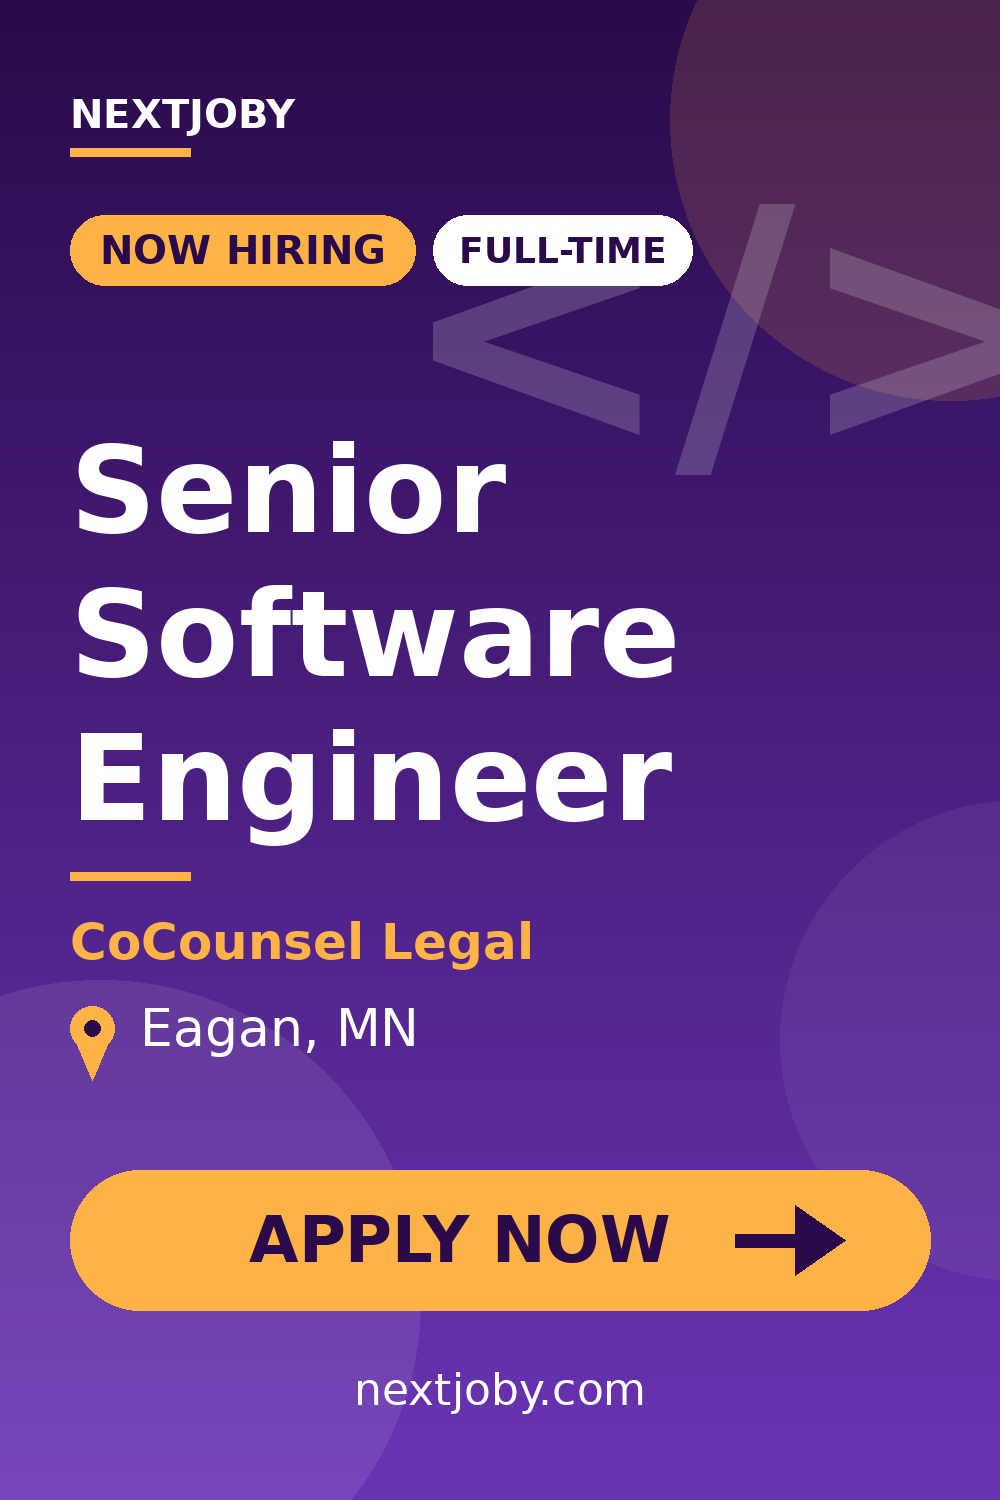 NEXTJOBY
NOW HIRING FULL-TIME
</>
Senior
Software
Engineer
CoCounsel Legal
Eagan, MN
APPLY NOW
nextjoby.com